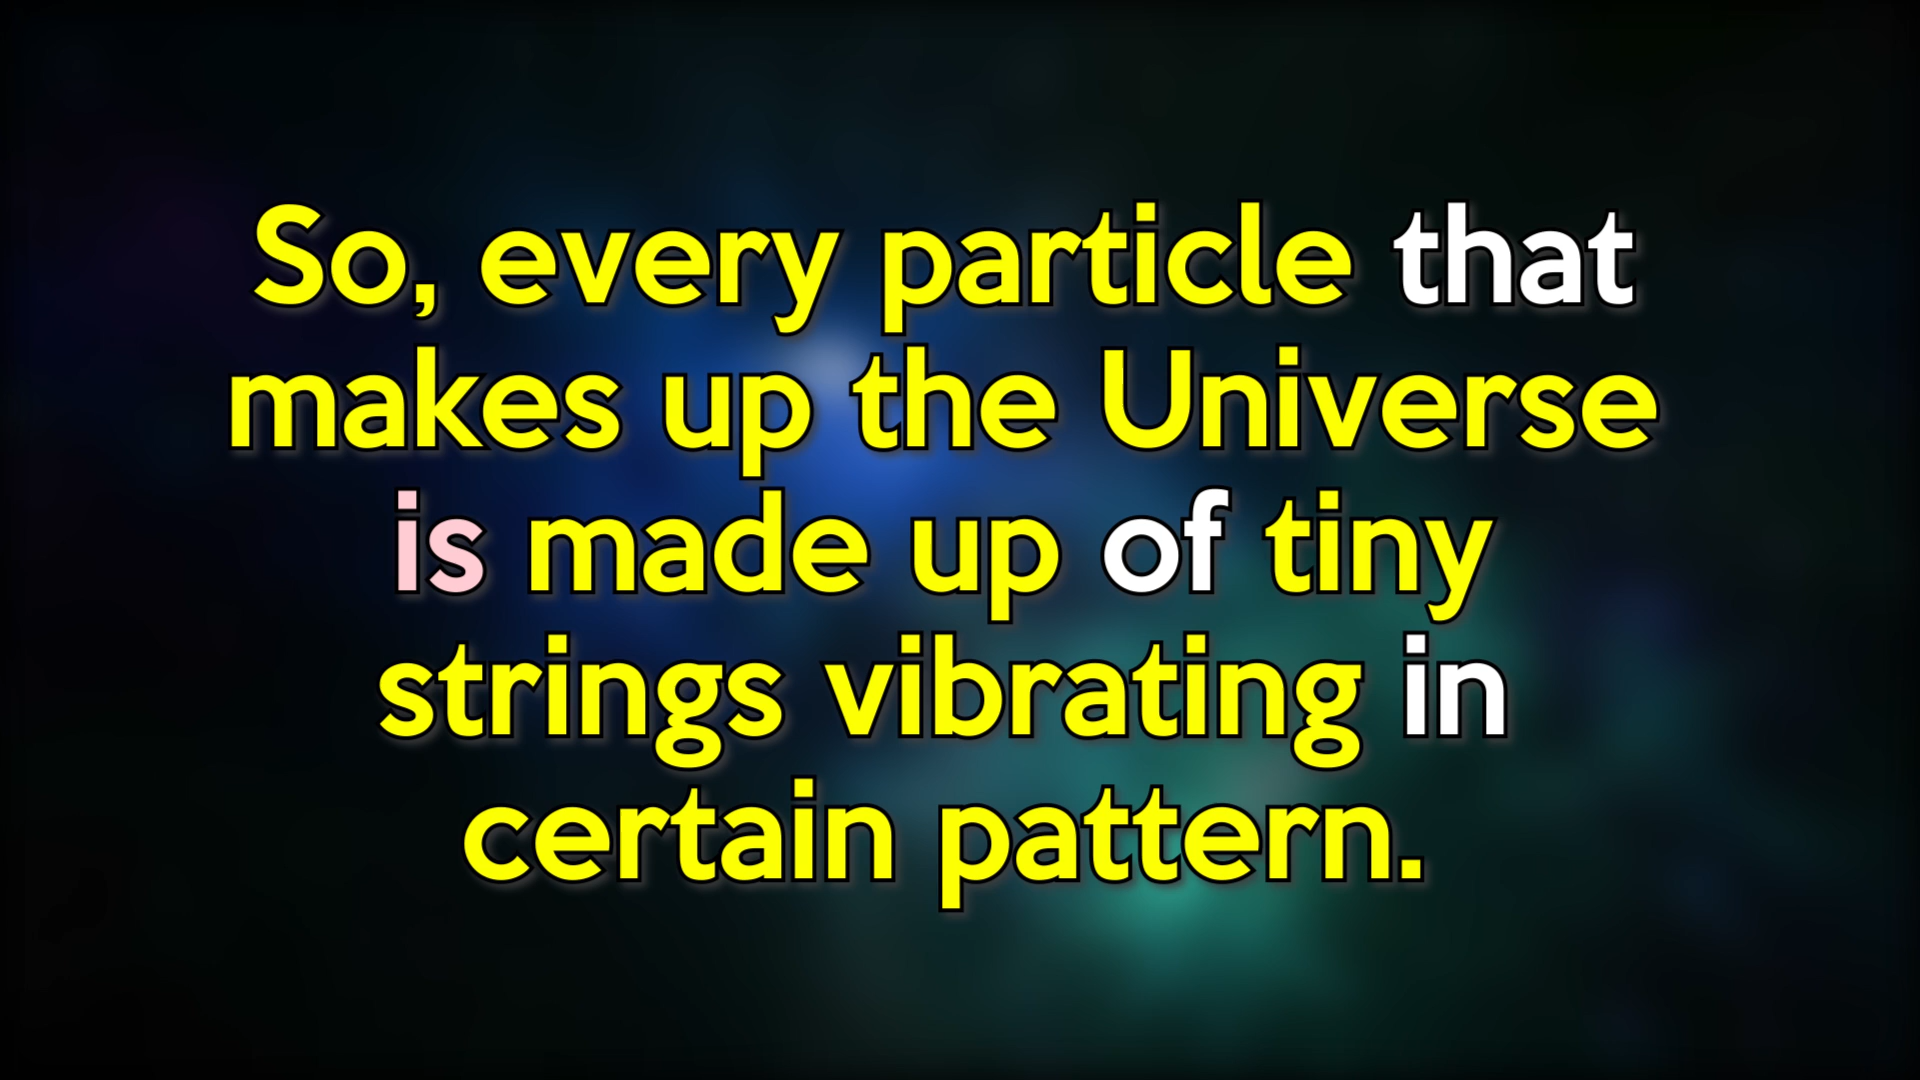 So, every particle that
makes up the Universe
is made up of tiny
strings vibrating in
certain pattern.